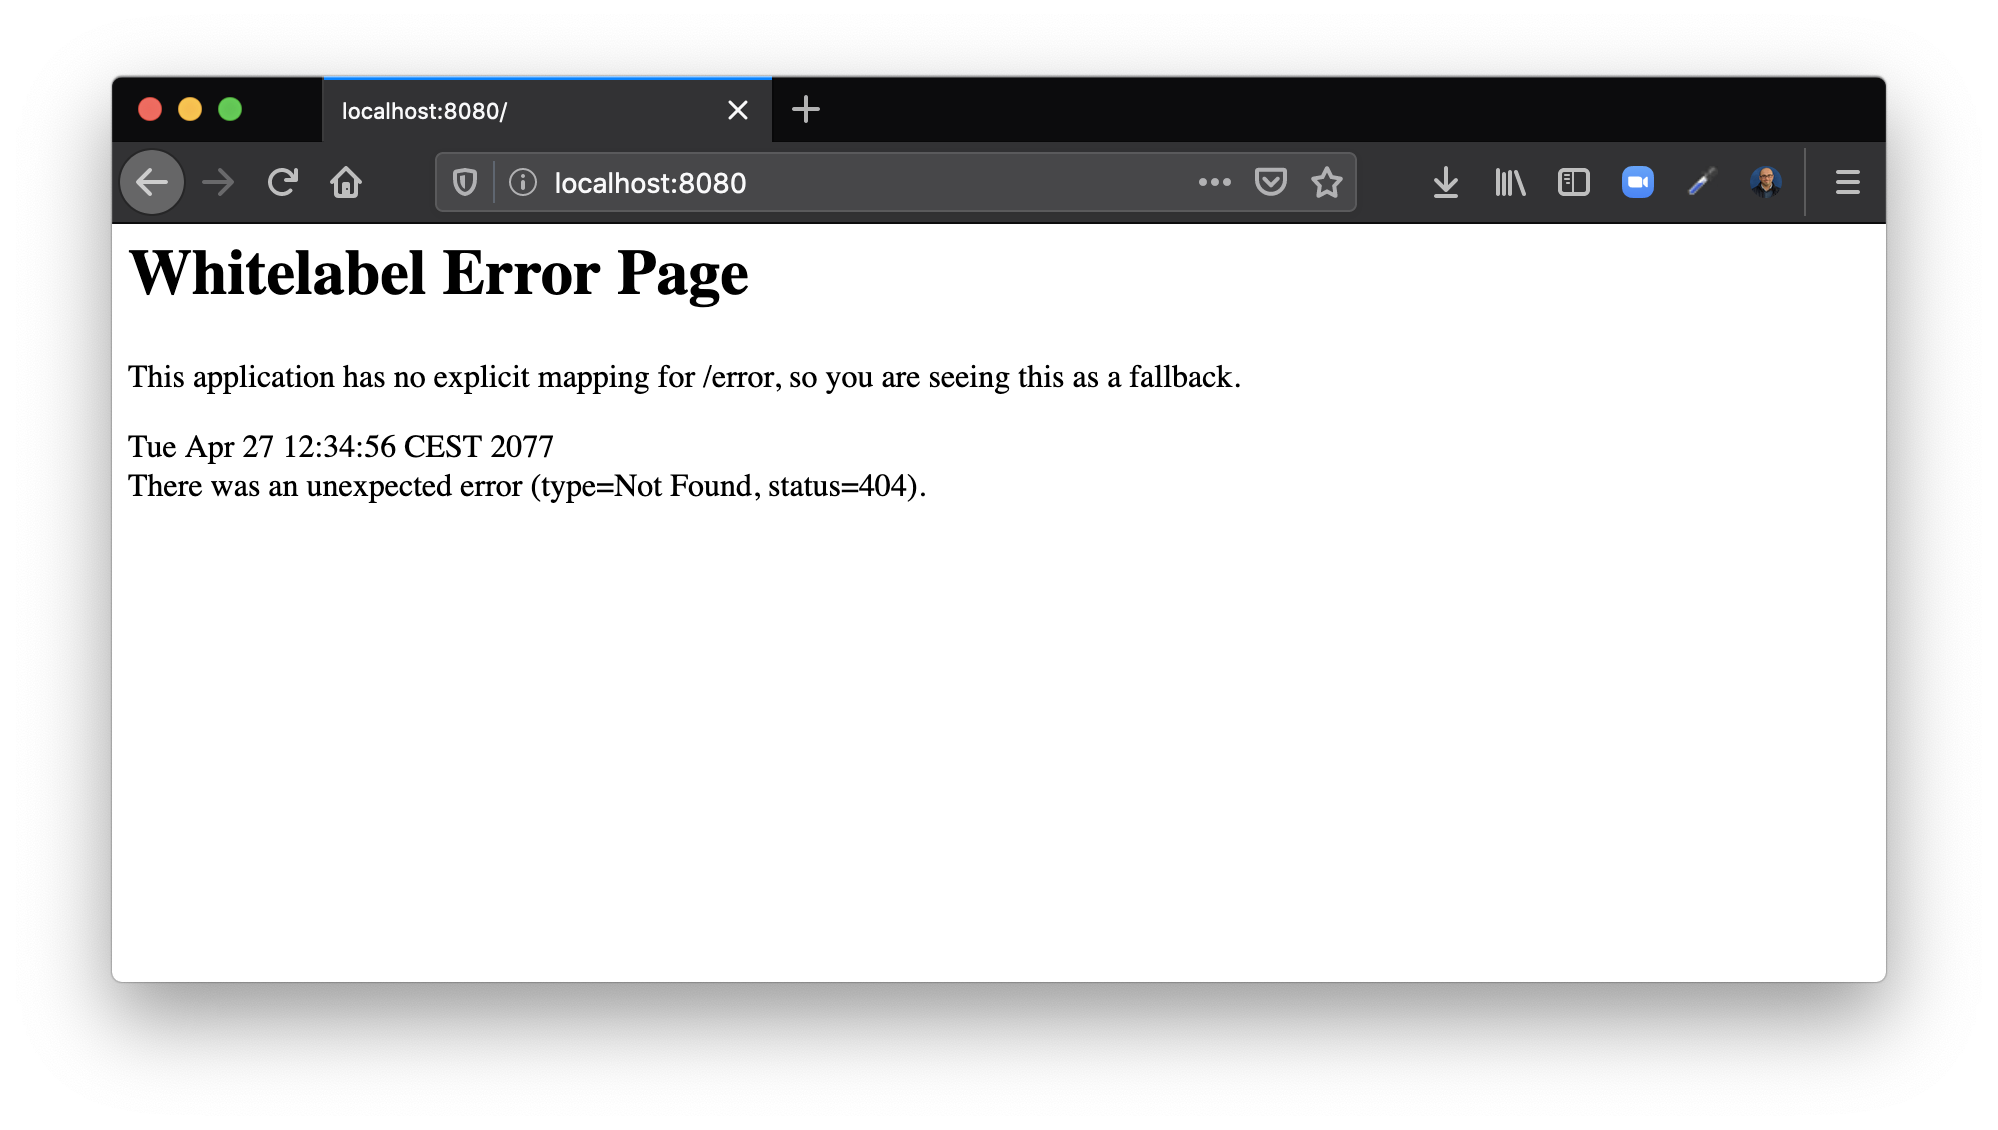 localhost:8080/
localhost:8080
Whitelabel Error Page
This application has no explicit mapping for /error, so you are seeing this as a fallback.
Tue Apr 27 12:34:56 CEST 2077
There was an unexpected error (type=Not Found, status=404).